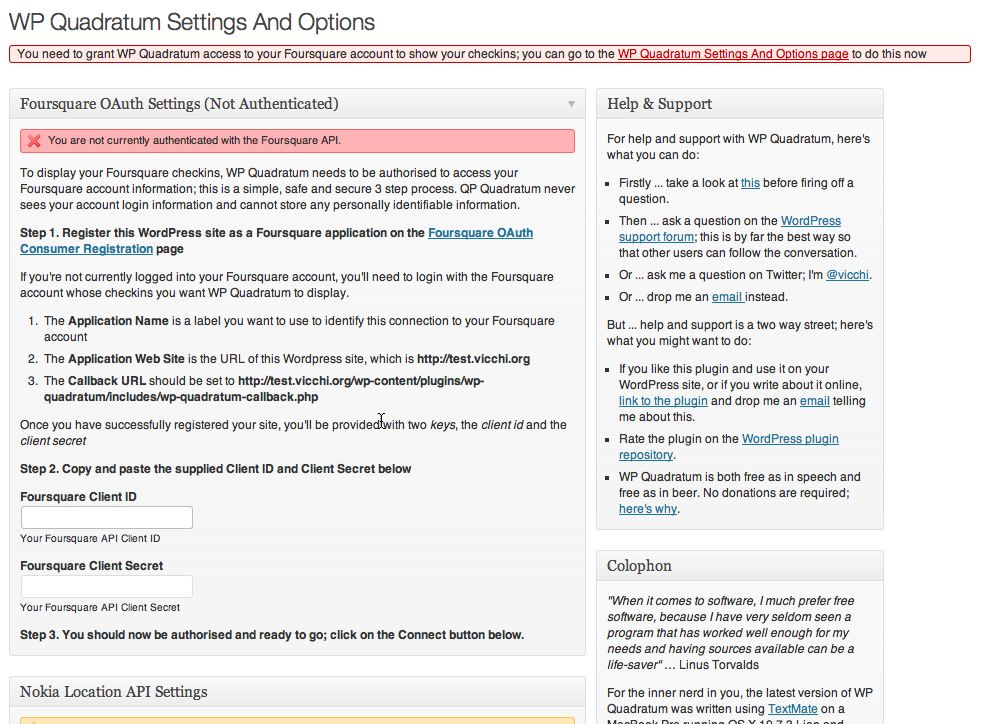 WP Quadratum Settings And Options
You need to grant WP Quadratum access to your Foursquare account to show your checkins; you can go to the WP Quadratum Settings And Options page to do this now
Foursquare OAuth Settings (Not Authenticated)
You are not currently authenticated with the Foursquare API.
To display your Foursquare checkins, WP Quadratum needs to be authorised to access your
Foursquare account information; this is a simple, safe and secure 3 step process. QP Quadratum never
sees your account login information and cannot store any personally identifiable information.
Step 1. Register this WordPress site as a Foursquare application on the Foursquare OAuth
Consumer Registration page
If you're not currently logged into your Foursquare account, you'll need to login with the Foursquare
account whose checkins you want WP Quadratum to display.
1. The Application Name is a label you want to use to identify this connection to your Foursquare
account
2. The Application Web Site is the URL of this Wordpress site, which is http://test.vicchi.org
3. The Callback URL should be set to http://test.vicchi.org/wp-content/plugins/wp-
quadratum/includes/wp-quadratum-callback.php
Once you have successfully registered your site, you'll be provided with two keys, the client id and the
client secret
Step 2. Copy and paste the supplied Client ID and Client Secret below
Foursquare Client ID
Your Foursquare API Client ID
Foursquare Client Secret
Your Foursquare API Client Secret
Step 3. You should now be authorised and ready to go; click on the Connect button below.
Nokia Location API Settings
Help & Support
For help and support with WP Quadratum, here's
what you can do:
Firstly ... take a look at this before firing off a
question.
Then ... ask a question on the WordPress
support forum; this is by far the best way so
that other users can follow the conversation.
Or ... ask me a question on Twitter; I'm @vicchi.
Or ... drop me an email instead.
But ... help and support is a two way street; here's
what you might want to do:
If you like this plugin and use it on your
WordPress site, or if you write about it online,
link to the plugin and drop me an email telling
me about this.
Rate the plugin on the WordPress plugin
repository.
WP Quadratum is both free as in speech and
free as in beer. No donations are required;
here's why.
Colophon
"When it comes to software, I much prefer free
software, because I have very seldom seen a
program that has worked well enough for my
needs and having sources available can be a
life-saver" ... Linus Torvalds
For the inner nerd in you, the latest version of WP
Quadratum was written using TextMate on a
MacBook Pro running OS X 10.7.3 Lion and